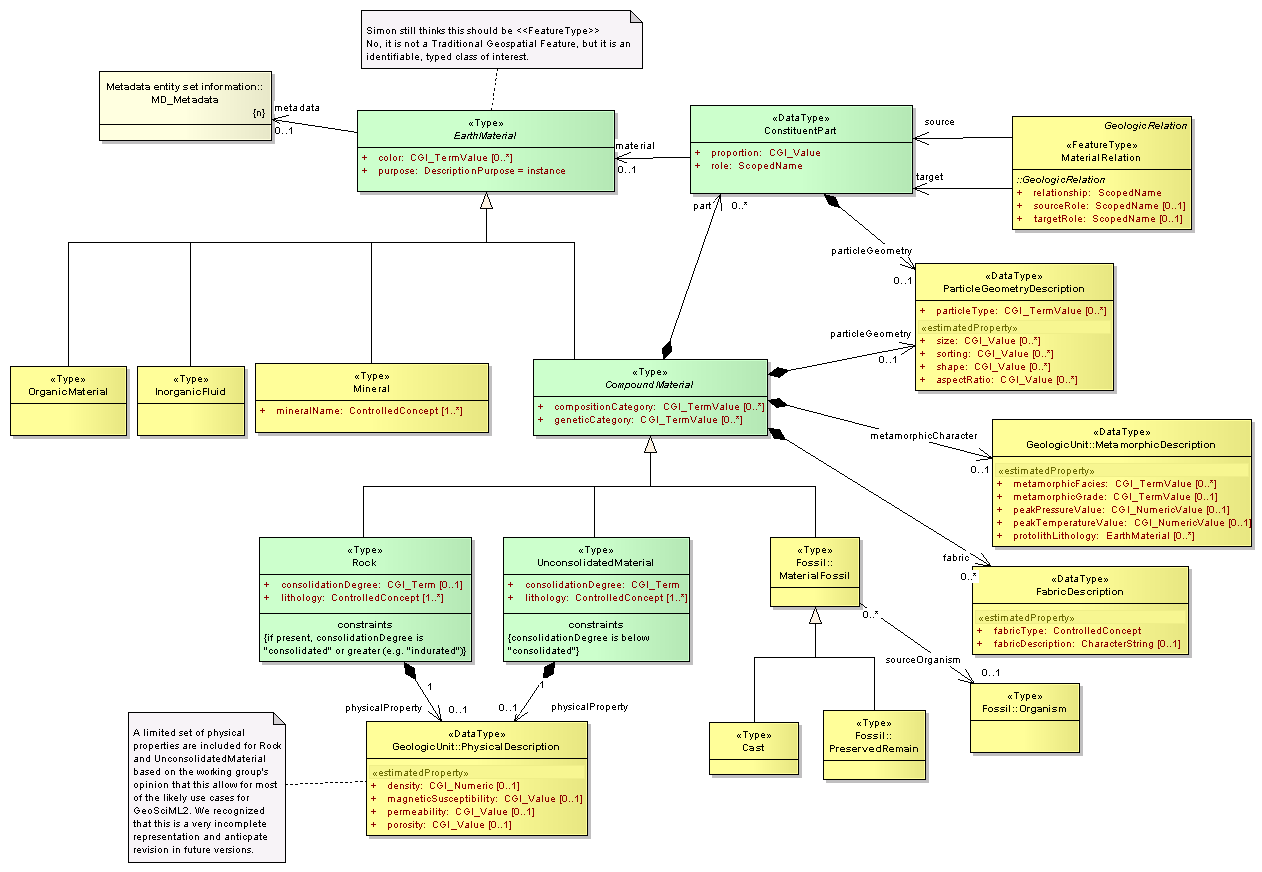 Simon still thinks this should be <<FeatureType>>
No, it is not a Traditional Geospatial Feature, but it is an
identifiable, typed class of interest.
Metadata entity set information::
MD_Metadata
{n}
metadata
0..1
«Type»
EarthMaterial
+ color: CGI_TermValue [0..*]
+ purpose: DescriptionPurpose = instance
material
0..1
«DataType»
ConstituentPart
+ proportion: CGI_Value
+ role: ScopedName
source
target
GeologicRelation
«FeatureType»
MaterialRelation
::GeologicRelation
+ relationship: ScopedName
+ sourceRole: ScopedName [0..1]
+ targetRole: ScopedName [0..1]
part
0..*
particleGeometry
0..1
«DataType»
ParticleGeometryDescription
+ particleType: CGI_TermValue [0..*]
«estimatedProperty»
+ size: CGI_Value [0..*]
+ sorting: CGI_Value [0..*]
+ shape: CGI_Value [0..*]
+ aspectRatio: CGI_Value [0..*]
particleGeometry
0..1
«Type»
OrganicMaterial
«Type»
InorganicFluid
«Type»
Mineral
+ mineralName: ControlledConcept [1..*]
«Type»
CompoundMaterial
+ compositionCategory: CGI_TermValue [0..*]
+ geneticCategory: CGI_TermValue [0..*]
metamorphicCharacter
0..1
«DataType»
GeologicUnit::MetamorphicDescription
«estimatedProperty»
+ metamorphicFacies: CGI_TermValue [0..*]
+ metamorphicGrade: CGI_TermValue [0..1]
+ peakPressureValue: CGI_NumericValue [0..1]
+ peakTemperatureValue: CGI_NumericValue [0..1]
+ protolithLithology: EarthMaterial [0..*]
fabric
0..*
«DataType»
FabricDescription
«estimatedProperty»
+ fabricType: ControlledConcept
+ fabricDescription: CharacterString [0..1]
«Type»
Rock
+ consolidationDegree: CGI_Term [0..1]
+ lithology: ControlledConcept [1..*]
constraints
{if present, consolidationDegree is
"consolidated" or greater (e.g. "indurated")}
«Type»
UnconsolidatedMaterial
+ consolidationDegree: CGI_Term
+ lithology: ControlledConcept [1..*]
constraints
{consolidationDegree is below
"consolidated"}
«Type»
Fossil::
MaterialFossil
0..*
sourceOrganism
0..1
«Type»
Fossil::Organism
«Type»
Cast
«Type»
Fossil::
PreservedRemain
1
physicalProperty
0..1
1
0..1
physicalProperty
«DataType»
GeologicUnit::PhysicalDescription
«estimatedProperty»
+ density: CGI_Numeric [0..1]
+ magneticSusceptibility: CGI_Value [0..1]
+ permeability: CGI_Value [0..1]
+ porosity: CGI_Value [0..1]
A limited set of physical
properties are included for Rock
and UnconsolidatedMaterial
based on the working group's
opinion that this allow for most
of the likely use cases for
GeoSciML2. We recognized
that this is a very incomplete
representation and anticpate
revision in future versions.